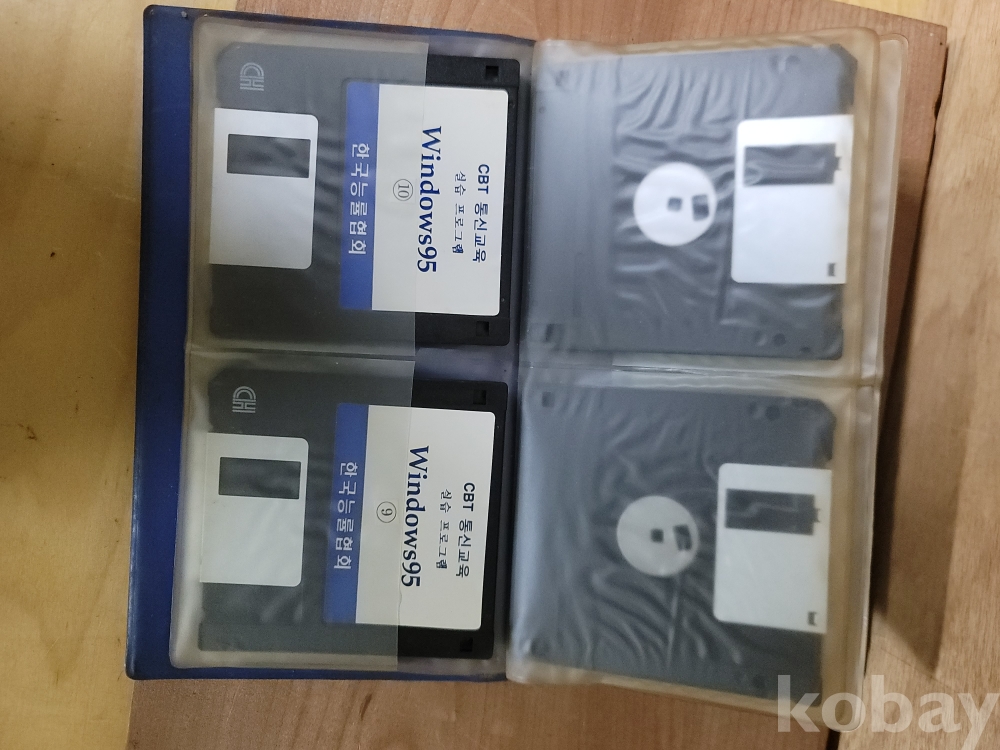 CBT 통신교육
실습 프로그램
Windows95
⑩
한국능률협회
CBT 통신교육
실습 프로그램
Windows95
⑨
한국능률협회
kobay